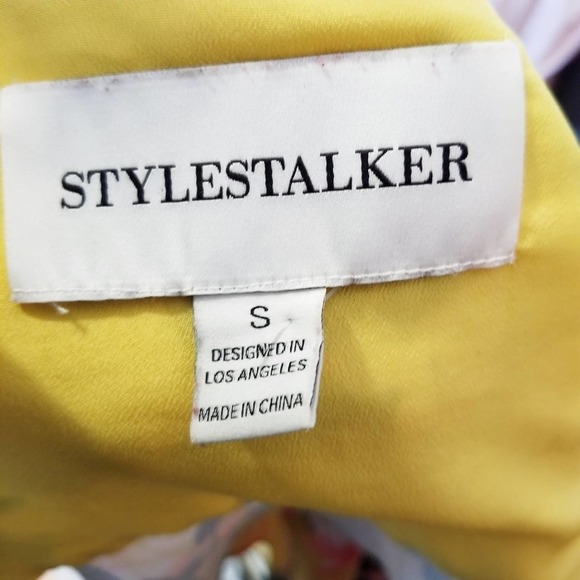 STYLESTALKER
S
DESIGNED IN
LOS ANGELES
MADE IN CHINA